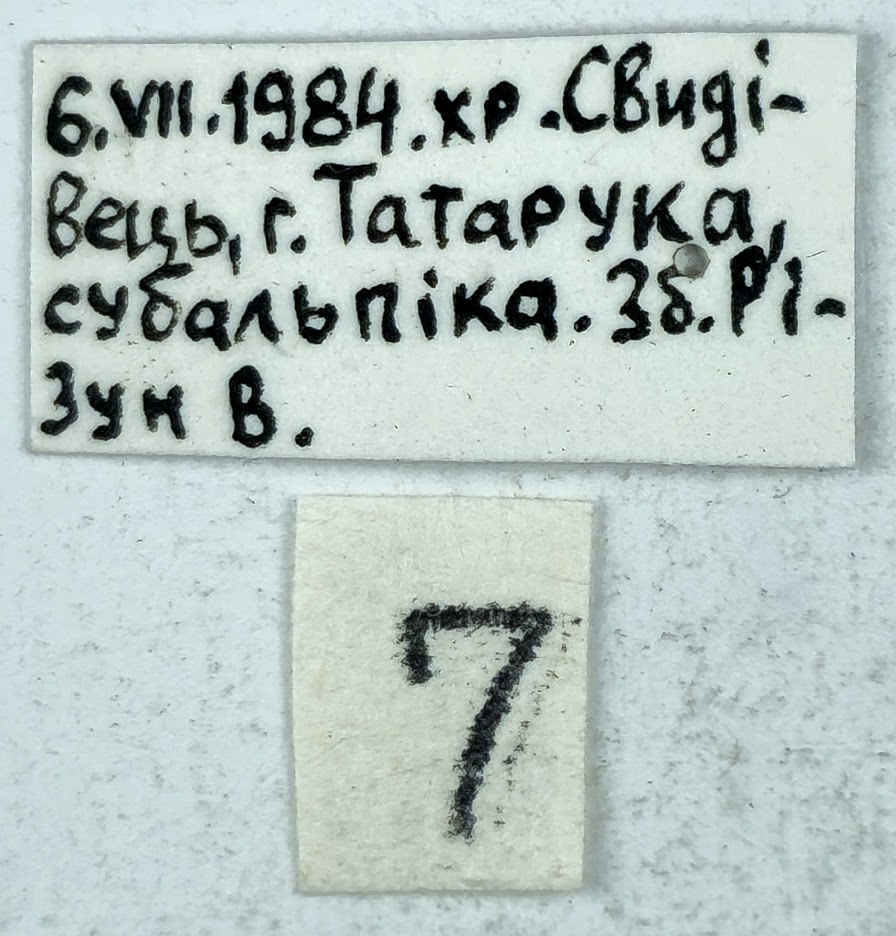 6.VII.1984.хр.Свиді-
вець, г. Татарука,
субальпіка. Зб. Рі-
зун В.
7